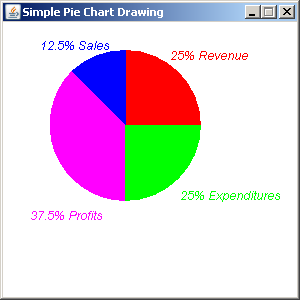 Simple Pie Chart Drawing
12.5% Sales
25% Revenue
25% Expenditures
37.5% Profits